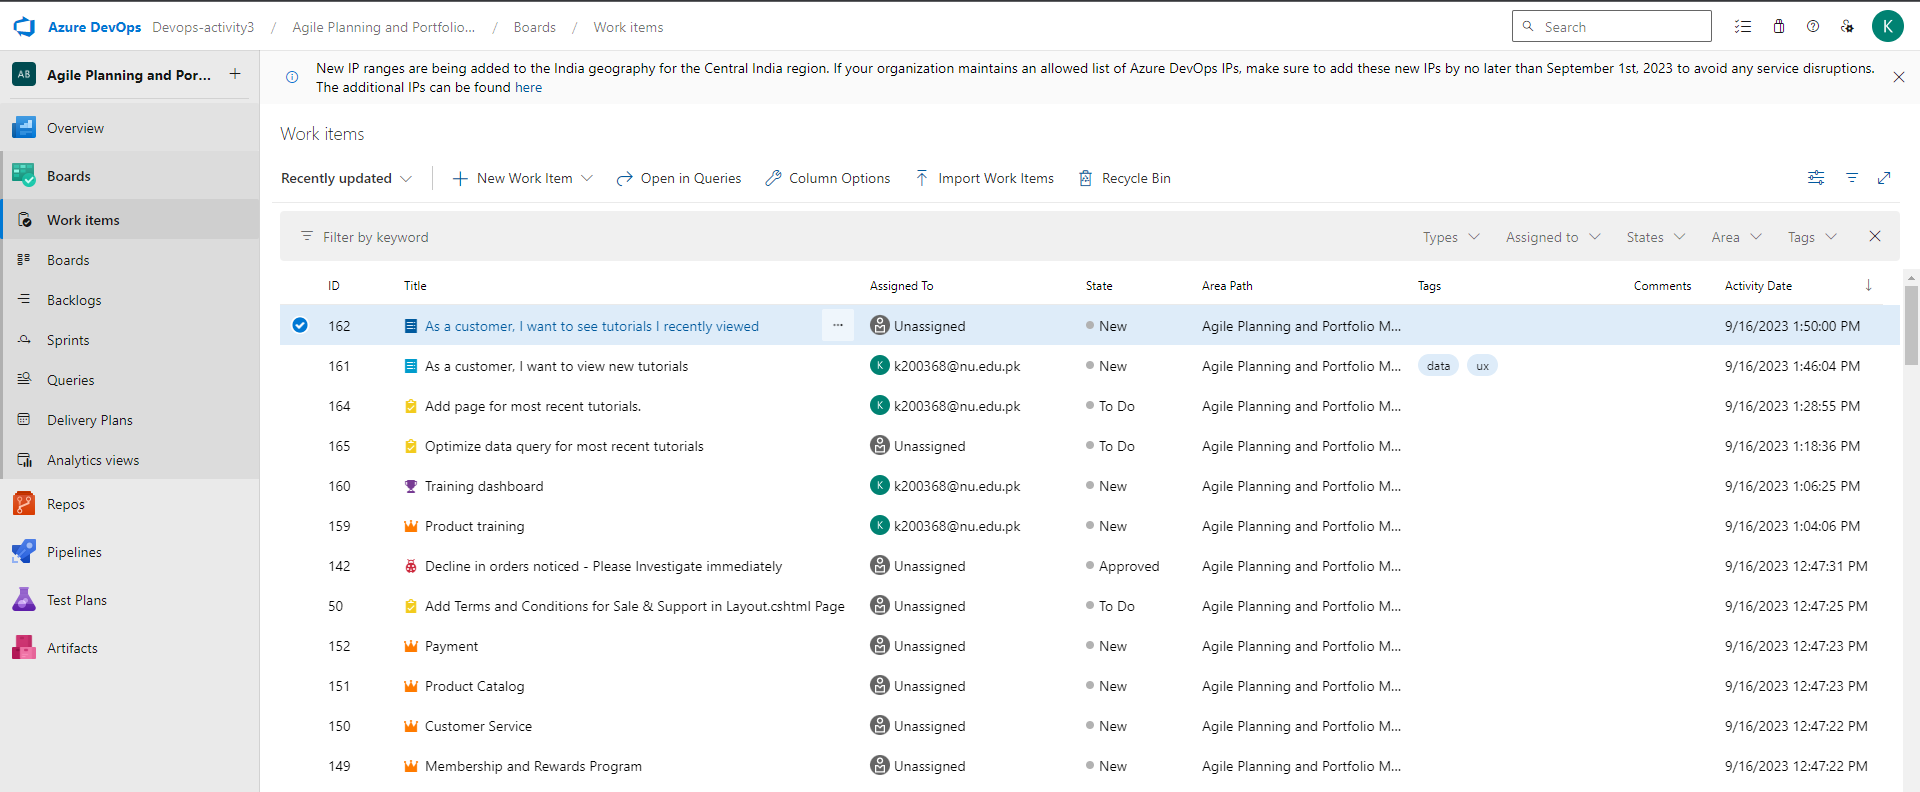 Azure DevOps Devops-activity3 / Agile Planning and Portfolio... / Boards / Work items Search K
AB Agile Planning and Por... +
New IP ranges are being added to the India geography for the Central India region. If your organization maintains an allowed list of Azure DevOps IPs, make sure to add these new IPs by no later than September 1st, 2023 to avoid any service disruptions.
The additional IPs can be found here
Overview
Boards
Work items
Boards
Backlogs
Sprints
Queries
Delivery Plans
Analytics views
Repos
Pipelines
Test Plans
Artifacts
Work items
Recently updated New Work Item Open in Queries Column Options Import Work Items Recycle Bin
Filter by keyword Types Assigned to States Area Tags
ID Title Assigned To State Area Path Tags Comments Activity Date
162 As a customer, I want to see tutorials I recently viewed ... Unassigned New Agile Planning and Portfolio M... 9/16/2023 1:50:00 PM
161 As a customer, I want to view new tutorials K k200368@nu.edu.pk New Agile Planning and Portfolio M... data ux 9/16/2023 1:46:04 PM
164 Add page for most recent tutorials. K k200368@nu.edu.pk To Do Agile Planning and Portfolio M... 9/16/2023 1:28:55 PM
165 Optimize data query for most recent tutorials Unassigned To Do Agile Planning and Portfolio M... 9/16/2023 1:18:36 PM
160 Training dashboard K k200368@nu.edu.pk New Agile Planning and Portfolio M... 9/16/2023 1:06:25 PM
159 Product training K k200368@nu.edu.pk New Agile Planning and Portfolio M... 9/16/2023 1:04:06 PM
142 Decline in orders noticed - Please Investigate immediately Unassigned Approved Agile Planning and Portfolio M... 9/16/2023 12:47:31 PM
50 Add Terms and Conditions for Sale & Support in Layout.cshtml Page Unassigned To Do Agile Planning and Portfolio M... 9/16/2023 12:47:25 PM
152 Payment Unassigned New Agile Planning and Portfolio M... 9/16/2023 12:47:23 PM
151 Product Catalog Unassigned New Agile Planning and Portfolio M... 9/16/2023 12:47:23 PM
150 Customer Service Unassigned New Agile Planning and Portfolio M... 9/16/2023 12:47:22 PM
149 Membership and Rewards Program Unassigned New Agile Planning and Portfolio M... 9/16/2023 12:47:22 PM